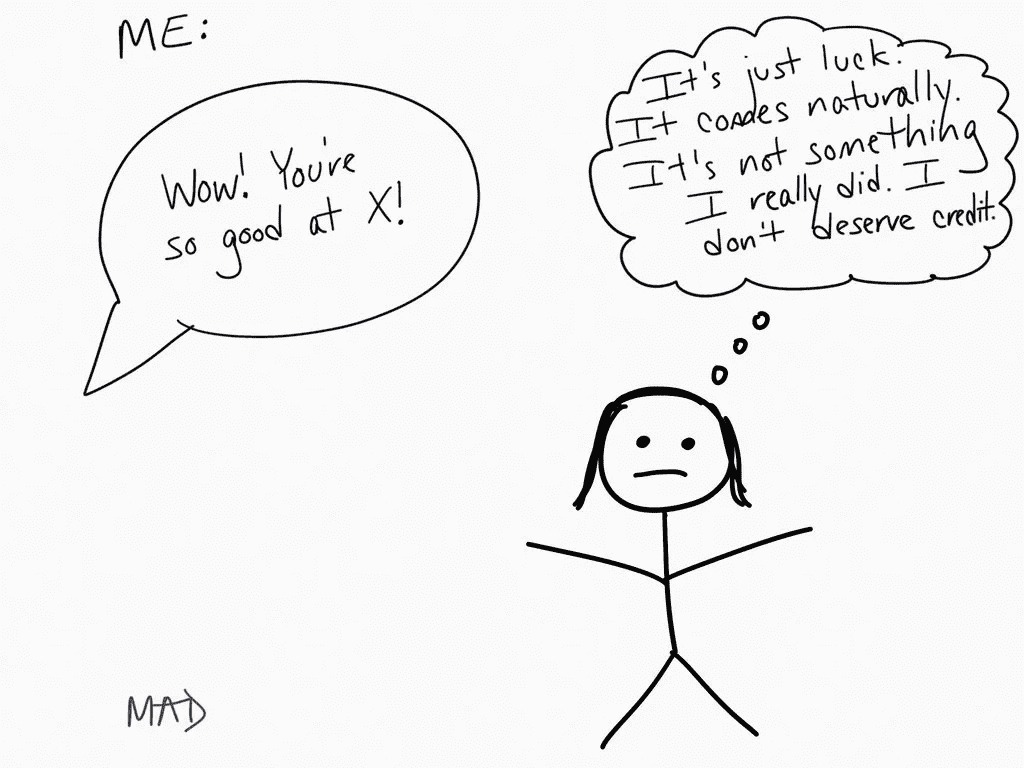 ME:
Wow! You're
so good at X!
It's just luck.
It comes naturally.
It's not something
I really did. I
don't deserve credit.
MAD